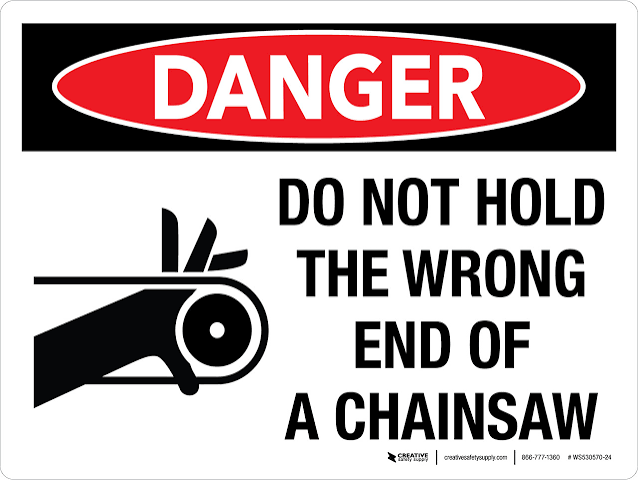 DANGER
DO NOT HOLD
THE WRONG
END OF
A CHAINSAW
CREATIVE
safety supply.com
creativesafetysupply.com
866-777-1360
# WS530570-24